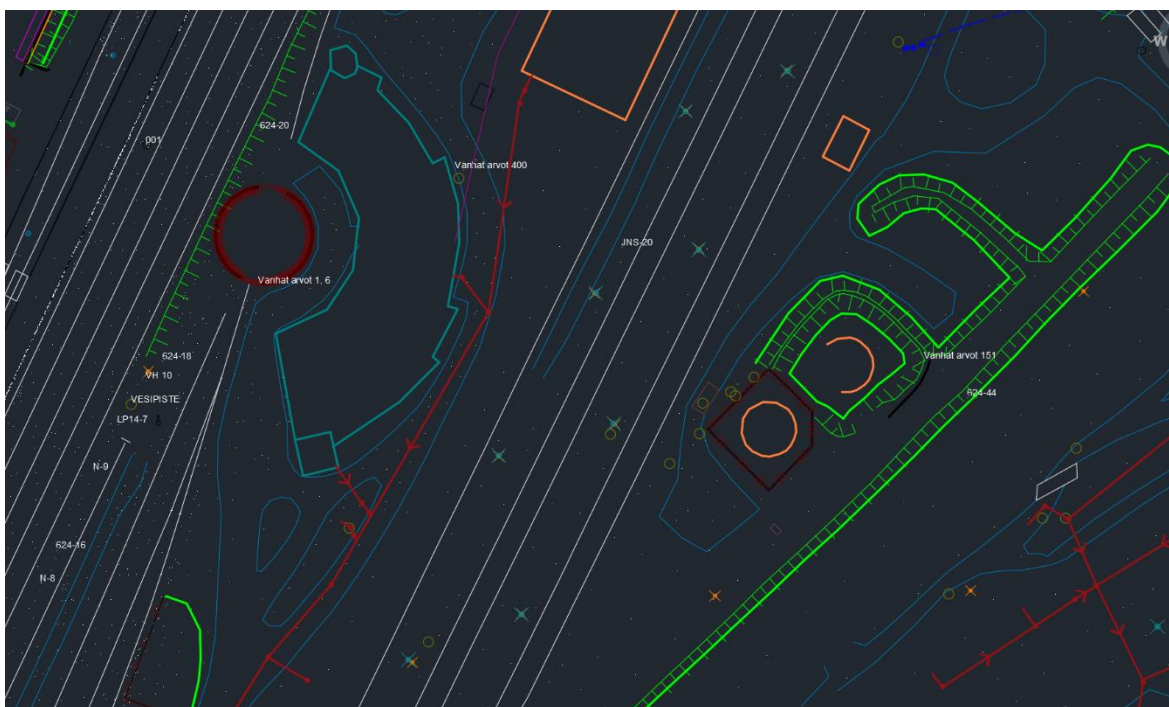 W
624-20
001
Vanhat arvot 400
JNS-20
Vanhat arvot 1, 6
624-18
VH 10
VESIPISTE
LP14-7
N-9
624-16
N-8
Vanhat arvot 151
624-44